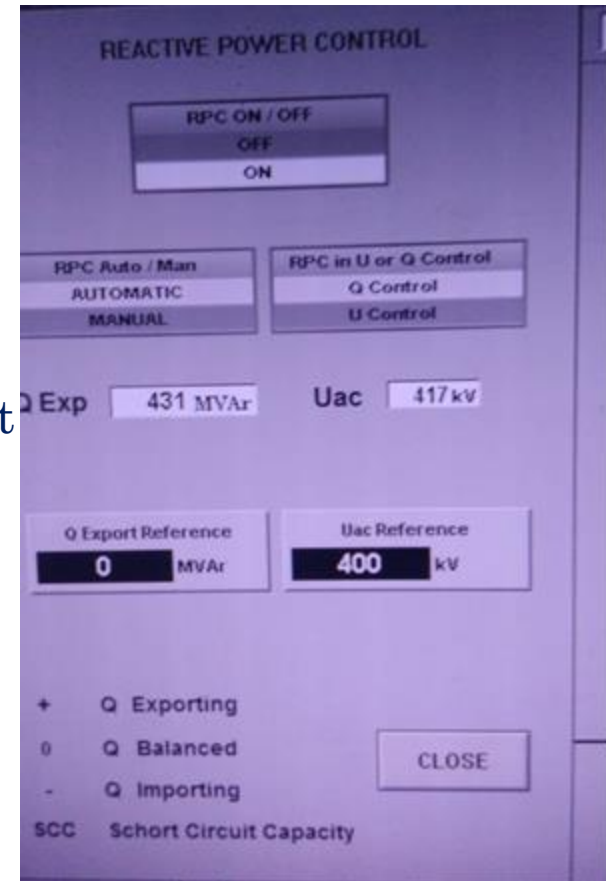 REACTIVE POWER CONTROL
RPC ON / OFF
OFF
ON
RPC Auto / Man
AUTOMATIC
MANUAL
RPC in U or Q Control
Q Control
U Control
t
Q Exp 431 MVAr Uac 417 kV
Q Export Reference
0 MVAr
Uac Reference
400 kV
+ Q Exporting
0 Q Balanced
- Q Importing
SCC Schort Circuit Capacity
CLOSE